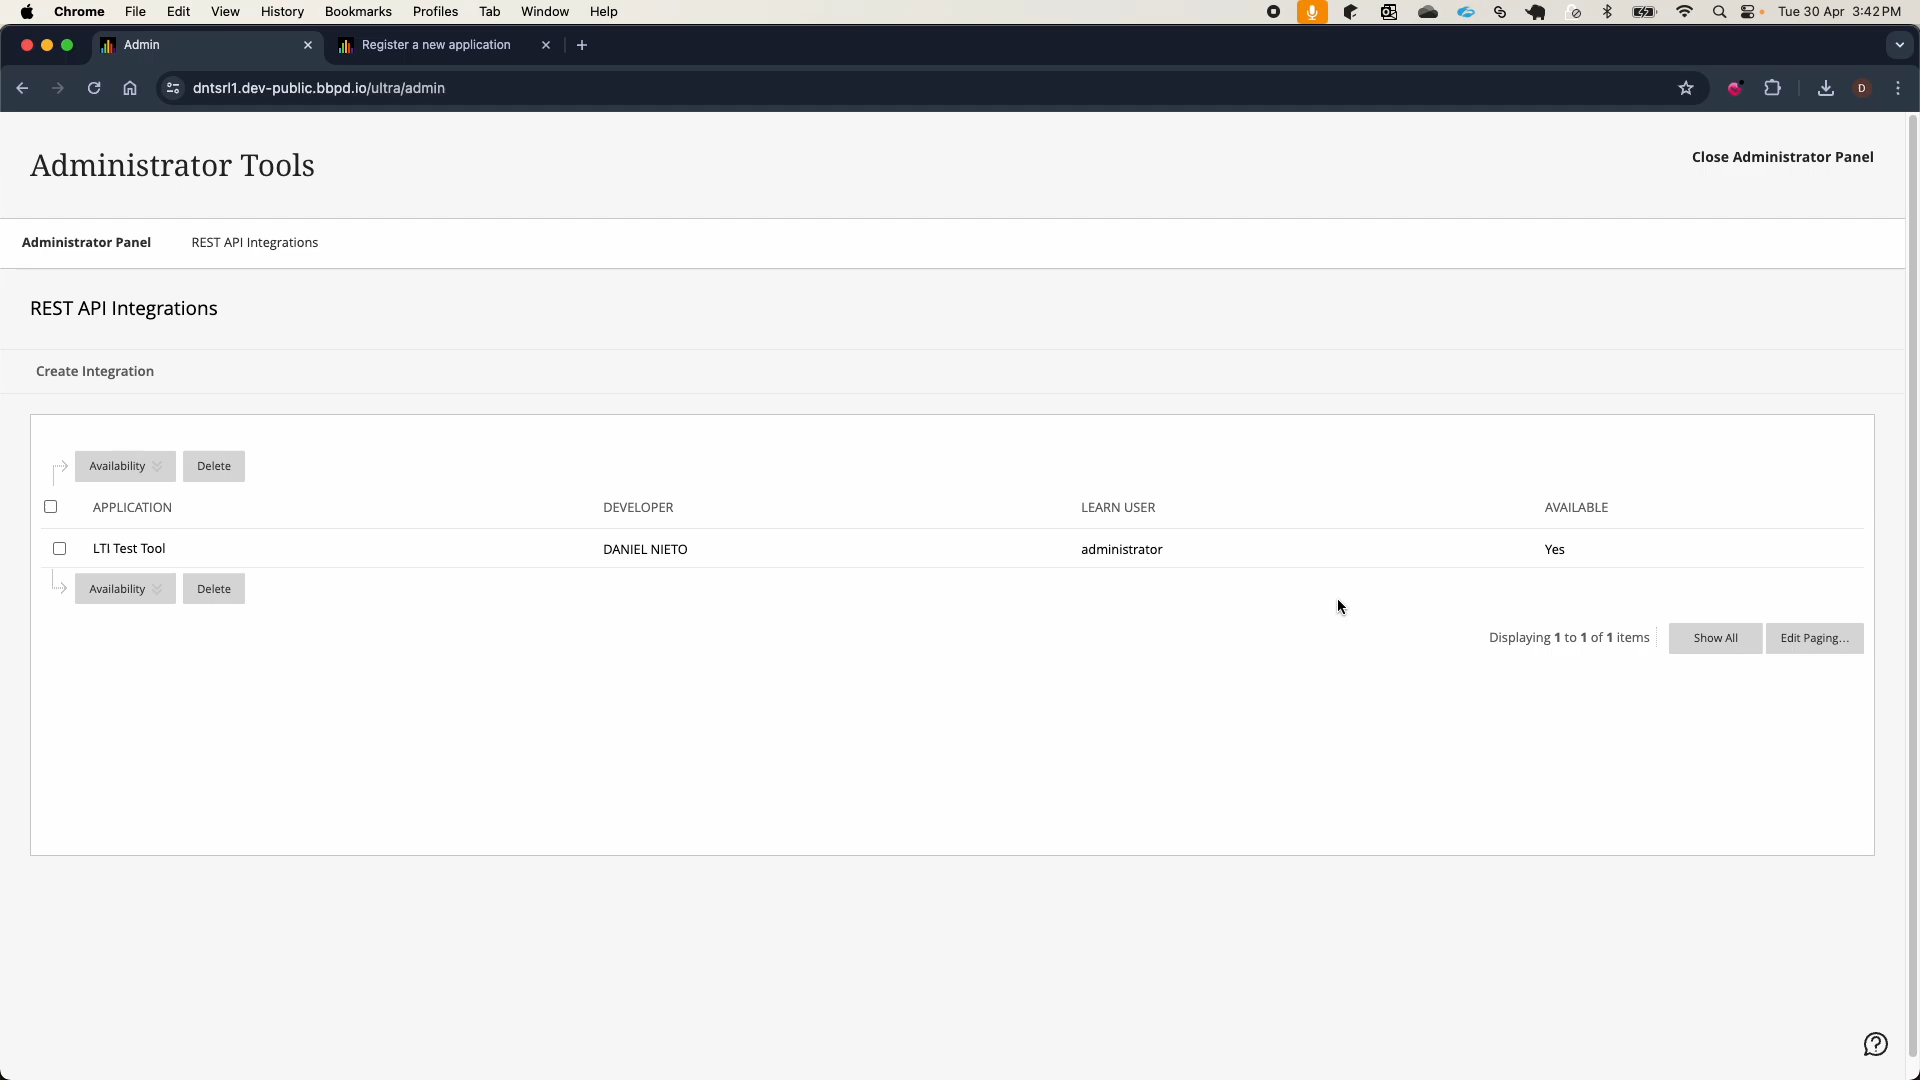 Chrome File Edit View History Bookmarks Profiles Tab Window Help Tue 30 Apr 3:42 PM
Admin Register a new application
dntsrl1.dev-public.bbpd.io/ultra/admin D
Administrator Tools Close Administrator Panel
Administrator Panel REST API Integrations
REST API Integrations
Create Integration
Availability Delete
APPLICATION DEVELOPER LEARN USER AVAILABLE
LTI Test Tool DANIEL NIETO administrator Yes
Availability Delete
Displaying 1 to 1 of 1 items Show All Edit Paging...